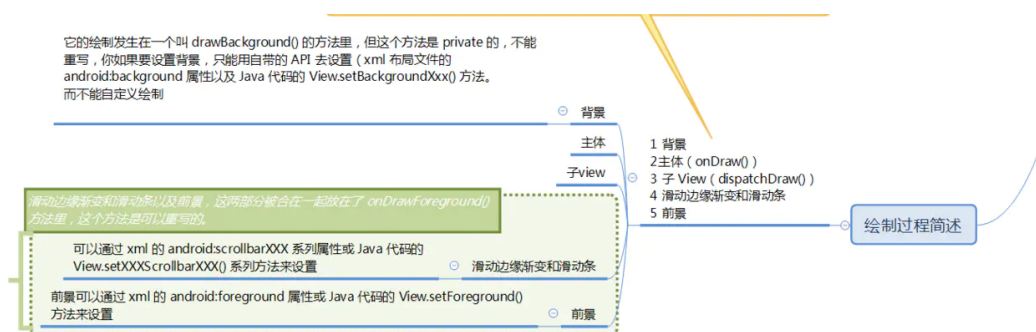 它的绘制发生在一个叫 drawBackground() 的方法里，但这个方法是 private 的，不能
重写，你如果要设置背景，只能用自带的 API 去设置（xml 布局文件的
android:background 属性以及 Java 代码的 View.setBackgroundXxx() 方法。
而不能自定义绘制
背景
主体
子view
1 背景
2主体（onDraw()）
3 子 View（dispatchDraw()）
4 滑动边缘渐变和滑动条
5 前景
绘制过程简述
滑动边缘渐变和滑动条以及前景，这两部分被合在一起放在了 onDrawForeground()
方法里，这个方法是可以重写的。
可以通过 xml 的 android:scrollbarXXX 系列属性或 Java 代码的
View.setXXXScrollbarXXX() 系列方法来设置
滑动边缘渐变和滑动条
前景可以通过 xml 的 android:foreground 属性或 Java 代码的 View.setForeground()
方法来设置
前景